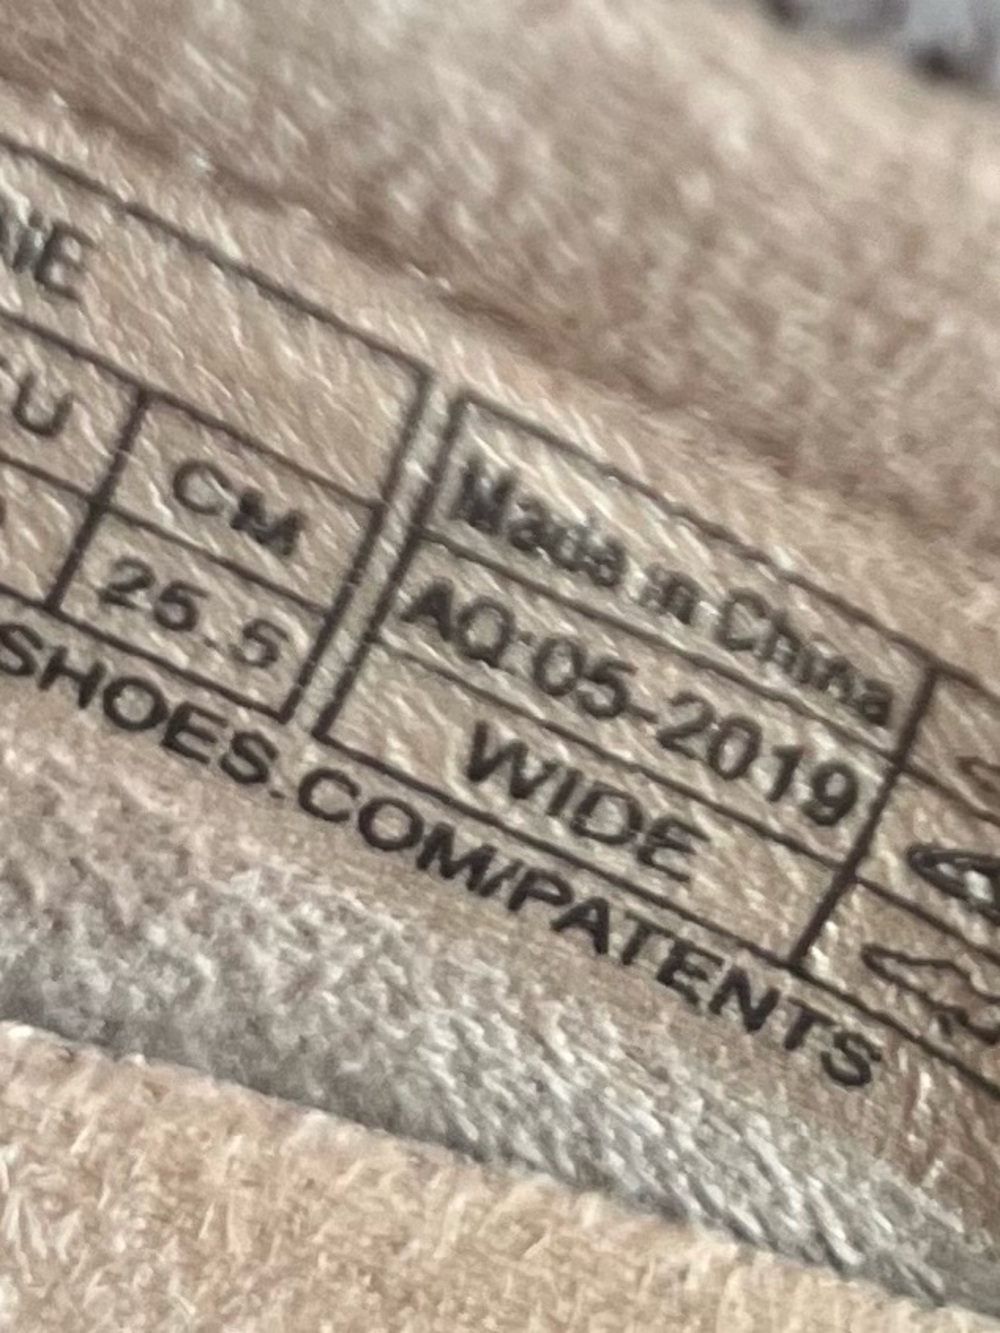 CM
25.5
Made in China
AQ:05-2019
WIDE
SHOES.COM/PATENTS